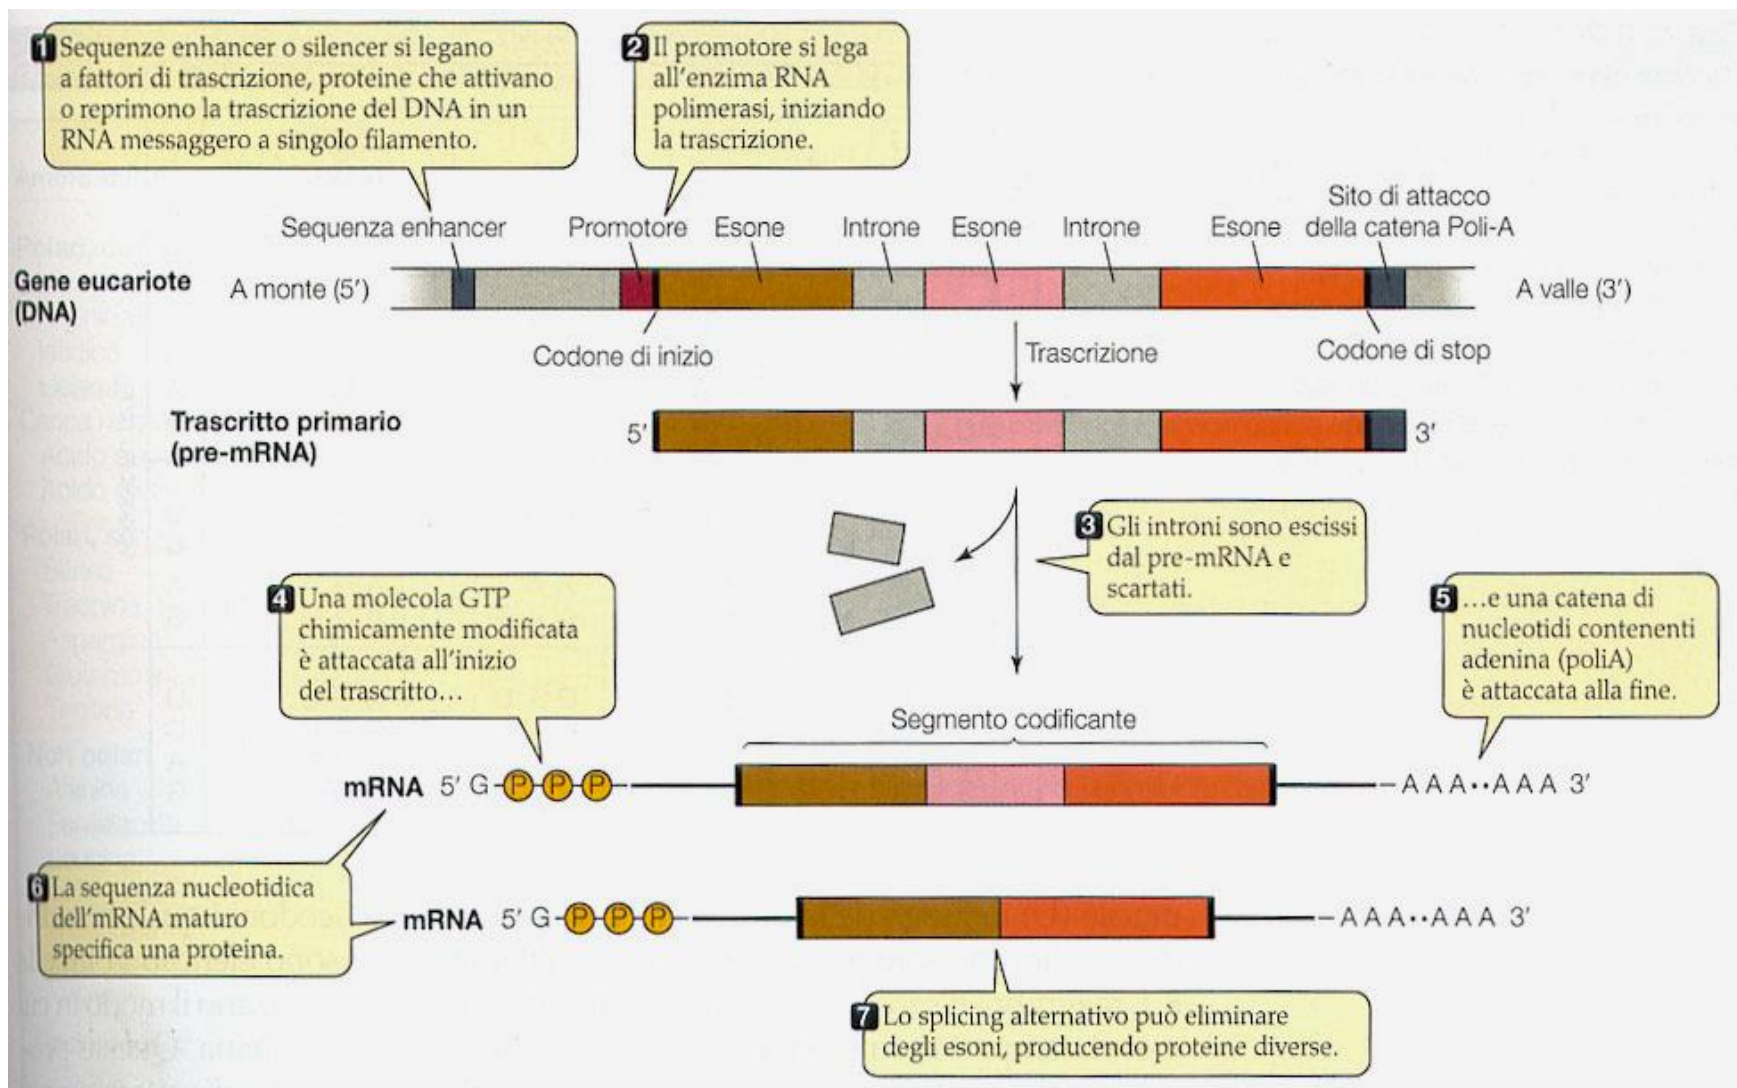 1 Sequenze enhancer o silencer si legano
a fattori di trascrizione, proteine che attivano
o reprimono la trascrizione del DNA in un
RNA messaggero a singolo filamento.
2 Il promotore si lega
all'enzima RNA
polimerasi, iniziando
la trascrizione.
Sequenza enhancer
Promotore
Esone
Introne
Esone
Introne
Esone
Sito di attacco
della catena Poli-A
Gene eucariote
(DNA)
A monte (5′)
A valle (3′)
Codone di inizio
Trascrizione
Codone di stop
Trascritto primario
(pre-mRNA)
5′
3′
3 Gli introni sono escissi
dal pre-mRNA e
scartati.
4 Una molecola GTP
chimicamente modificata
è attaccata all'inizio
del trascritto…
5 …e una catena di
nucleotidi contenenti
adenina (poliA)
è attaccata alla fine.
Segmento codificante
mRNA 5′ G-P-P-P- -AAA··AAA 3′
6 La sequenza nucleotidica
dell'mRNA maturo
specifica una proteina.
mRNA 5′ G-P-P-P- -AAA··AAA 3′
7 Lo splicing alternativo può eliminare
degli esoni, producendo proteine diverse.